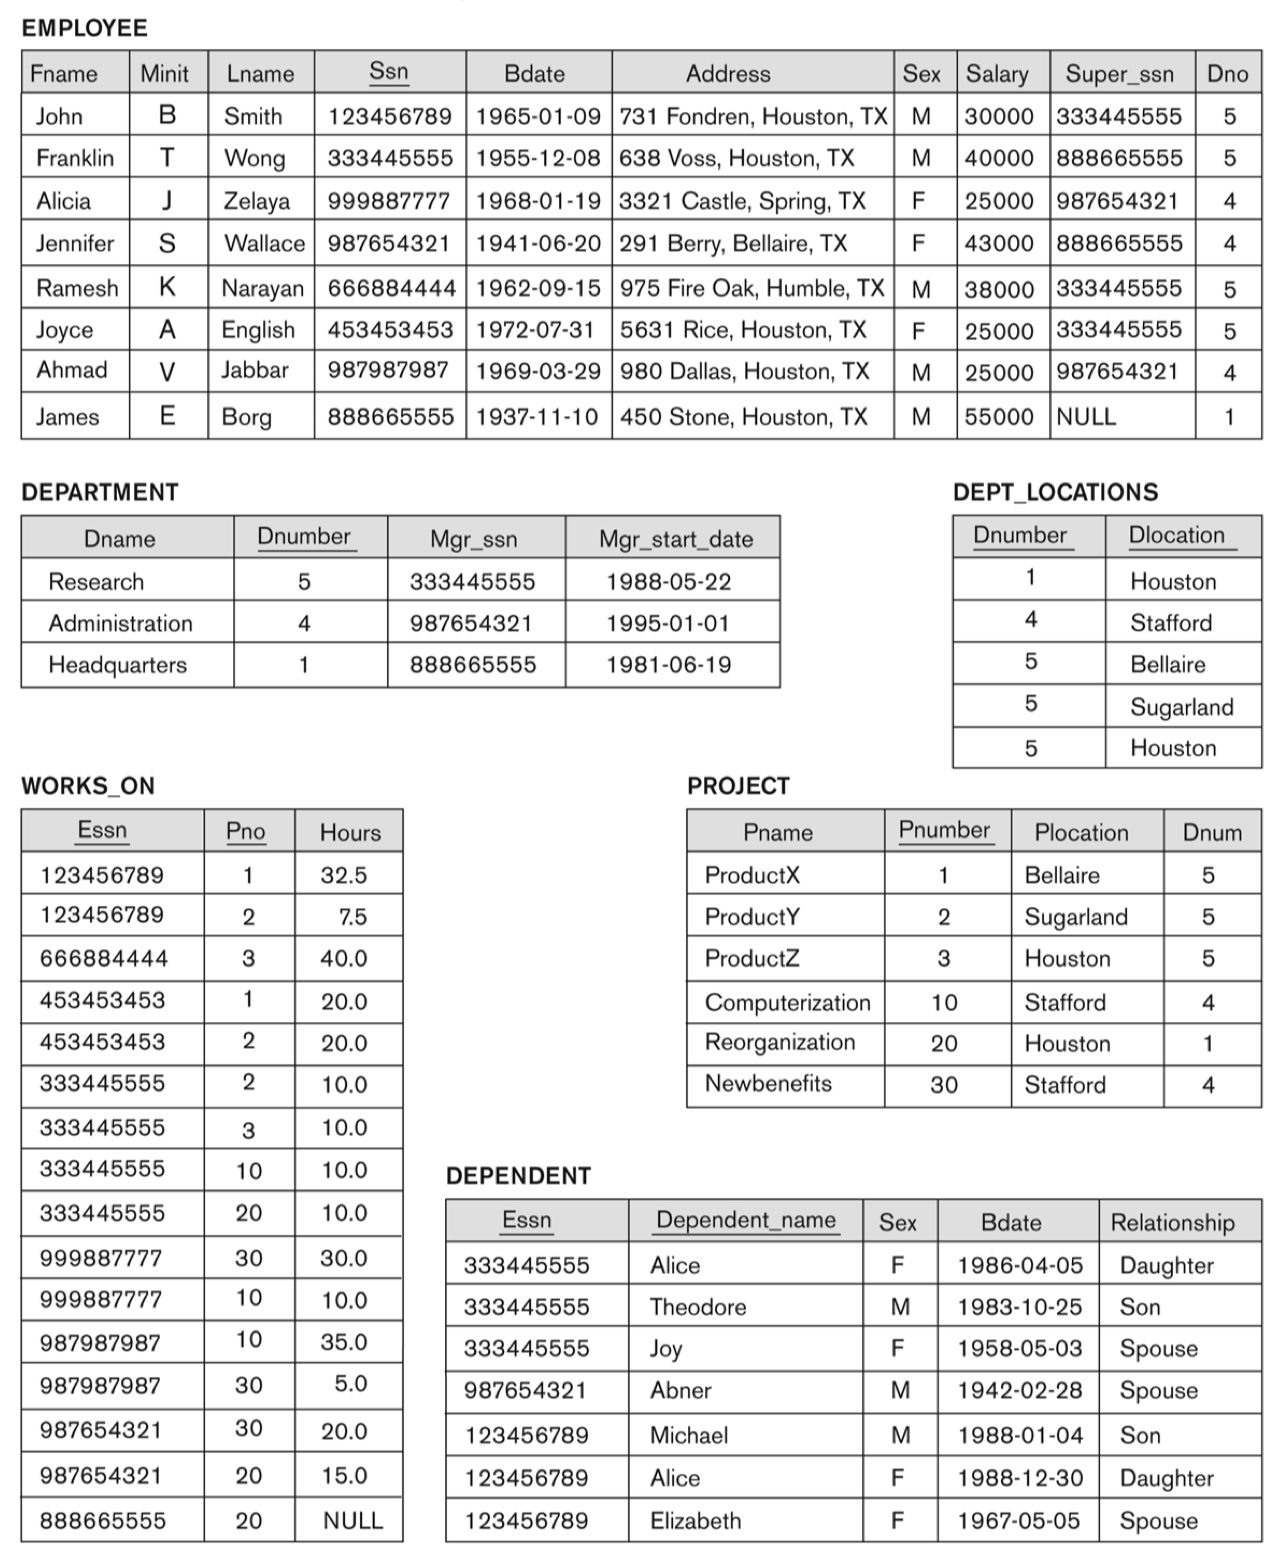 EMPLOYEE
Fname Minit Lname Ssn Bdate Address Sex Salary Super_ssn Dno
John B Smith 123456789 1965-01-09 731 Fondren, Houston, TX M 30000 333445555 5
Franklin T Wong 333445555 1955-12-08 638 Voss, Houston, TX M 40000 888665555 5
Alicia J Zelaya 999887777 1968-01-19 3321 Castle, Spring, TX F 25000 987654321 4
Jennifer S Wallace 987654321 1941-06-20 291 Berry, Bellaire, TX F 43000 888665555 4
Ramesh K Narayan 666884444 1962-09-15 975 Fire Oak, Humble, TX M 38000 333445555 5
Joyce A English 453453453 1972-07-31 5631 Rice, Houston, TX F 25000 333445555 5
Ahmad V Jabbar 987987987 1969-03-29 980 Dallas, Houston, TX M 25000 987654321 4
James E Borg 888665555 1937-11-10 450 Stone, Houston, TX M 55000 NULL 1
DEPARTMENT
Dname Dnumber Mgr_ssn Mgr_start_date
Research 5 333445555 1988-05-22
Administration 4 987654321 1995-01-01
Headquarters 1 888665555 1981-06-19
DEPT_LOCATIONS
Dnumber Dlocation
1 Houston
4 Stafford
5 Bellaire
5 Sugarland
5 Houston
WORKS_ON
Essn Pno Hours
123456789 1 32.5
123456789 2 7.5
666884444 3 40.0
453453453 1 20.0
453453453 2 20.0
333445555 2 10.0
333445555 3 10.0
333445555 10 10.0
333445555 20 10.0
999887777 30 30.0
999887777 10 10.0
987987987 10 35.0
987987987 30 5.0
987654321 30 20.0
987654321 20 15.0
888665555 20 NULL
PROJECT
Pname Pnumber Plocation Dnum
ProductX 1 Bellaire 5
ProductY 2 Sugarland 5
ProductZ 3 Houston 5
Computerization 10 Stafford 4
Reorganization 20 Houston 1
Newbenefits 30 Stafford 4
DEPENDENT
Essn Dependent_name Sex Bdate Relationship
333445555 Alice F 1986-04-05 Daughter
333445555 Theodore M 1983-10-25 Son
333445555 Joy F 1958-05-03 Spouse
987654321 Abner M 1942-02-28 Spouse
123456789 Michael M 1988-01-04 Son
123456789 Alice F 1988-12-30 Daughter
123456789 Elizabeth F 1967-05-05 Spouse